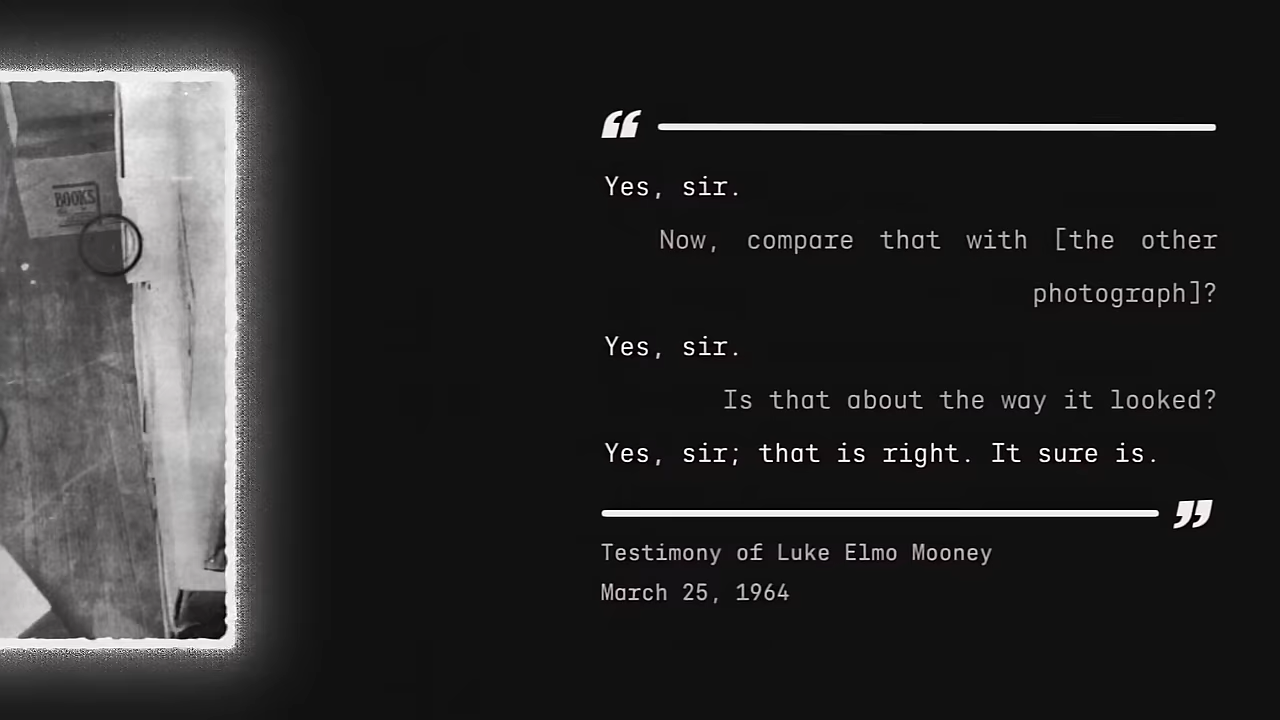 BOOKS
“
Yes, sir.
Now, compare that with [the other
photograph]?
Yes, sir.
Is that about the way it looked?
Yes, sir; that is right. It sure is.
”
Testimony of Luke Elmo Mooney
March 25, 1964